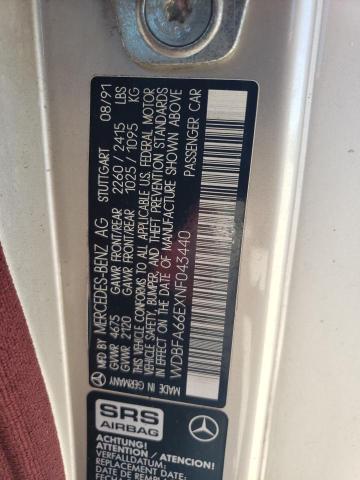 MFD BY MERCEDES-BENZ AG STUTTGART 08/91
GVWR 4675 GAWR FRONT/REAR 2260/2415 LBS
GVWR 2120 GAWR FRONT/REAR 1025/1095 KG
THIS VEHICLE CONFORMS TO ALL APPLICABLE U.S. FEDERAL MOTOR
VEHICLE SAFETY, BUMPER, AND THEFT PREVENTION STANDARDS
IN EFFECT ON THE DATE OF MANUFACTURE SHOWN ABOVE
WDBFA66EXNF043440 PASSENGER CAR
MADE IN GERMANY
SRS
AIRBAG
ACHTUNG!
ATTENTION / ATTENTION
VERFALLDATUM:
REPLACEMENT DATE: